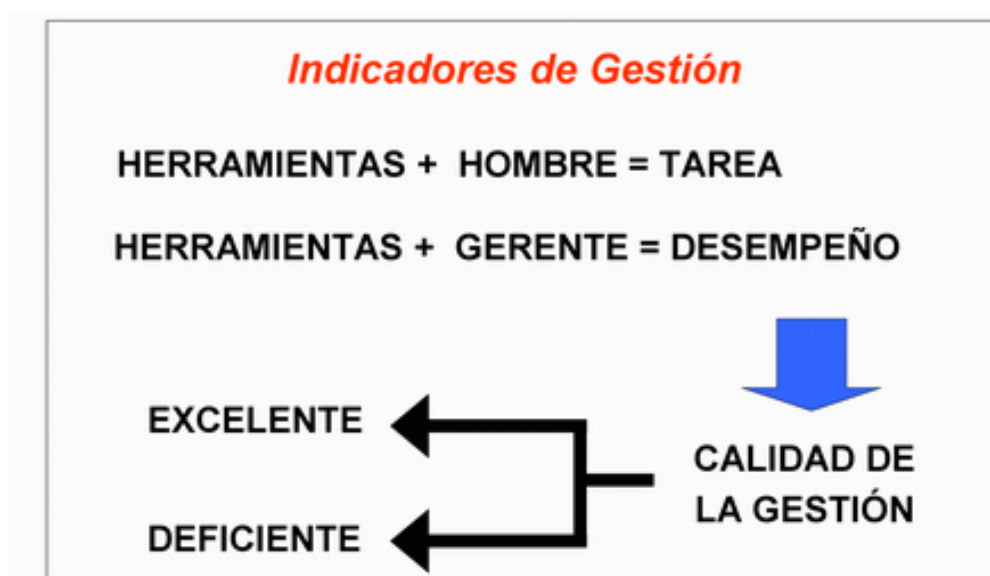 Indicadores de Gestión
HERRAMIENTAS + HOMBRE = TAREA
HERRAMIENTAS + GERENTE = DESEMPEÑO
EXCELENTE
CALIDAD DE
LA GESTIÓN
DEFICIENTE